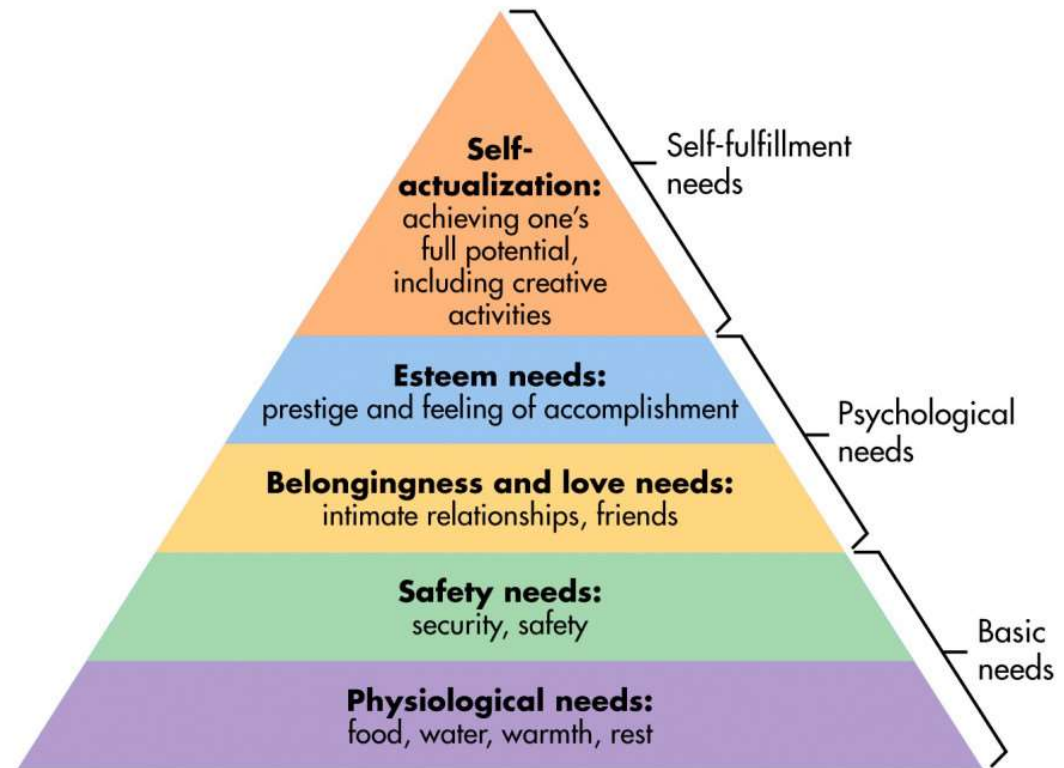 Self-
actualization:
achieving one's
full potential,
including creative
activities
Self-fulfillment
needs
Esteem needs:
prestige and feeling of accomplishment
Psychological
needs
Belongingness and love needs:
intimate relationships, friends
Safety needs:
security, safety
Basic
needs
Physiological needs:
food, water, warmth, rest